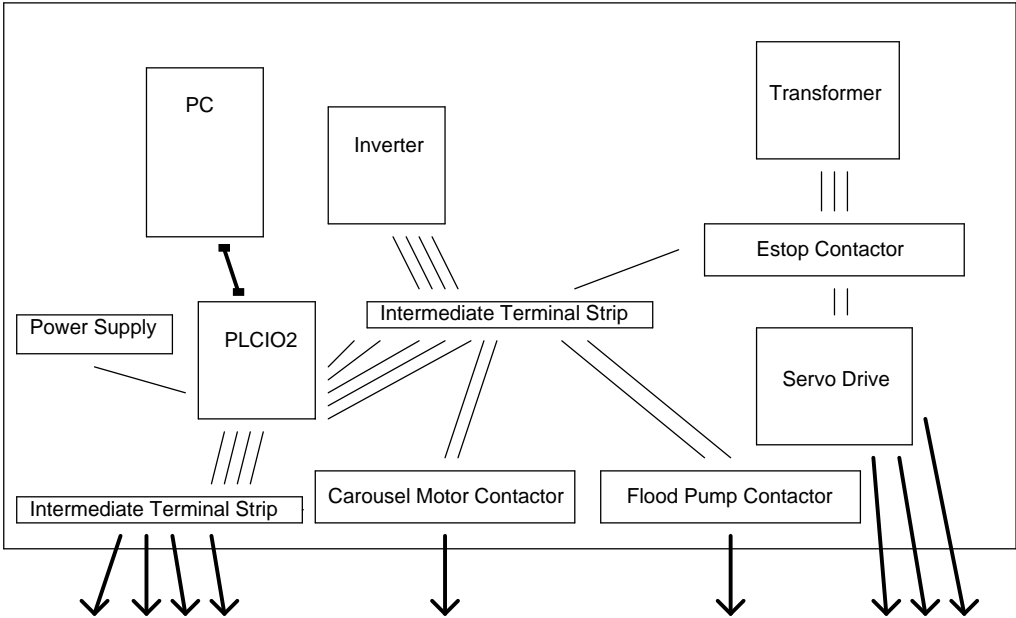 PC
Inverter
Transformer
Estop Contactor
Intermediate Terminal Strip
Power Supply
PLCIO2
Servo Drive
Intermediate Terminal Strip
Carousel Motor Contactor
Flood Pump Contactor